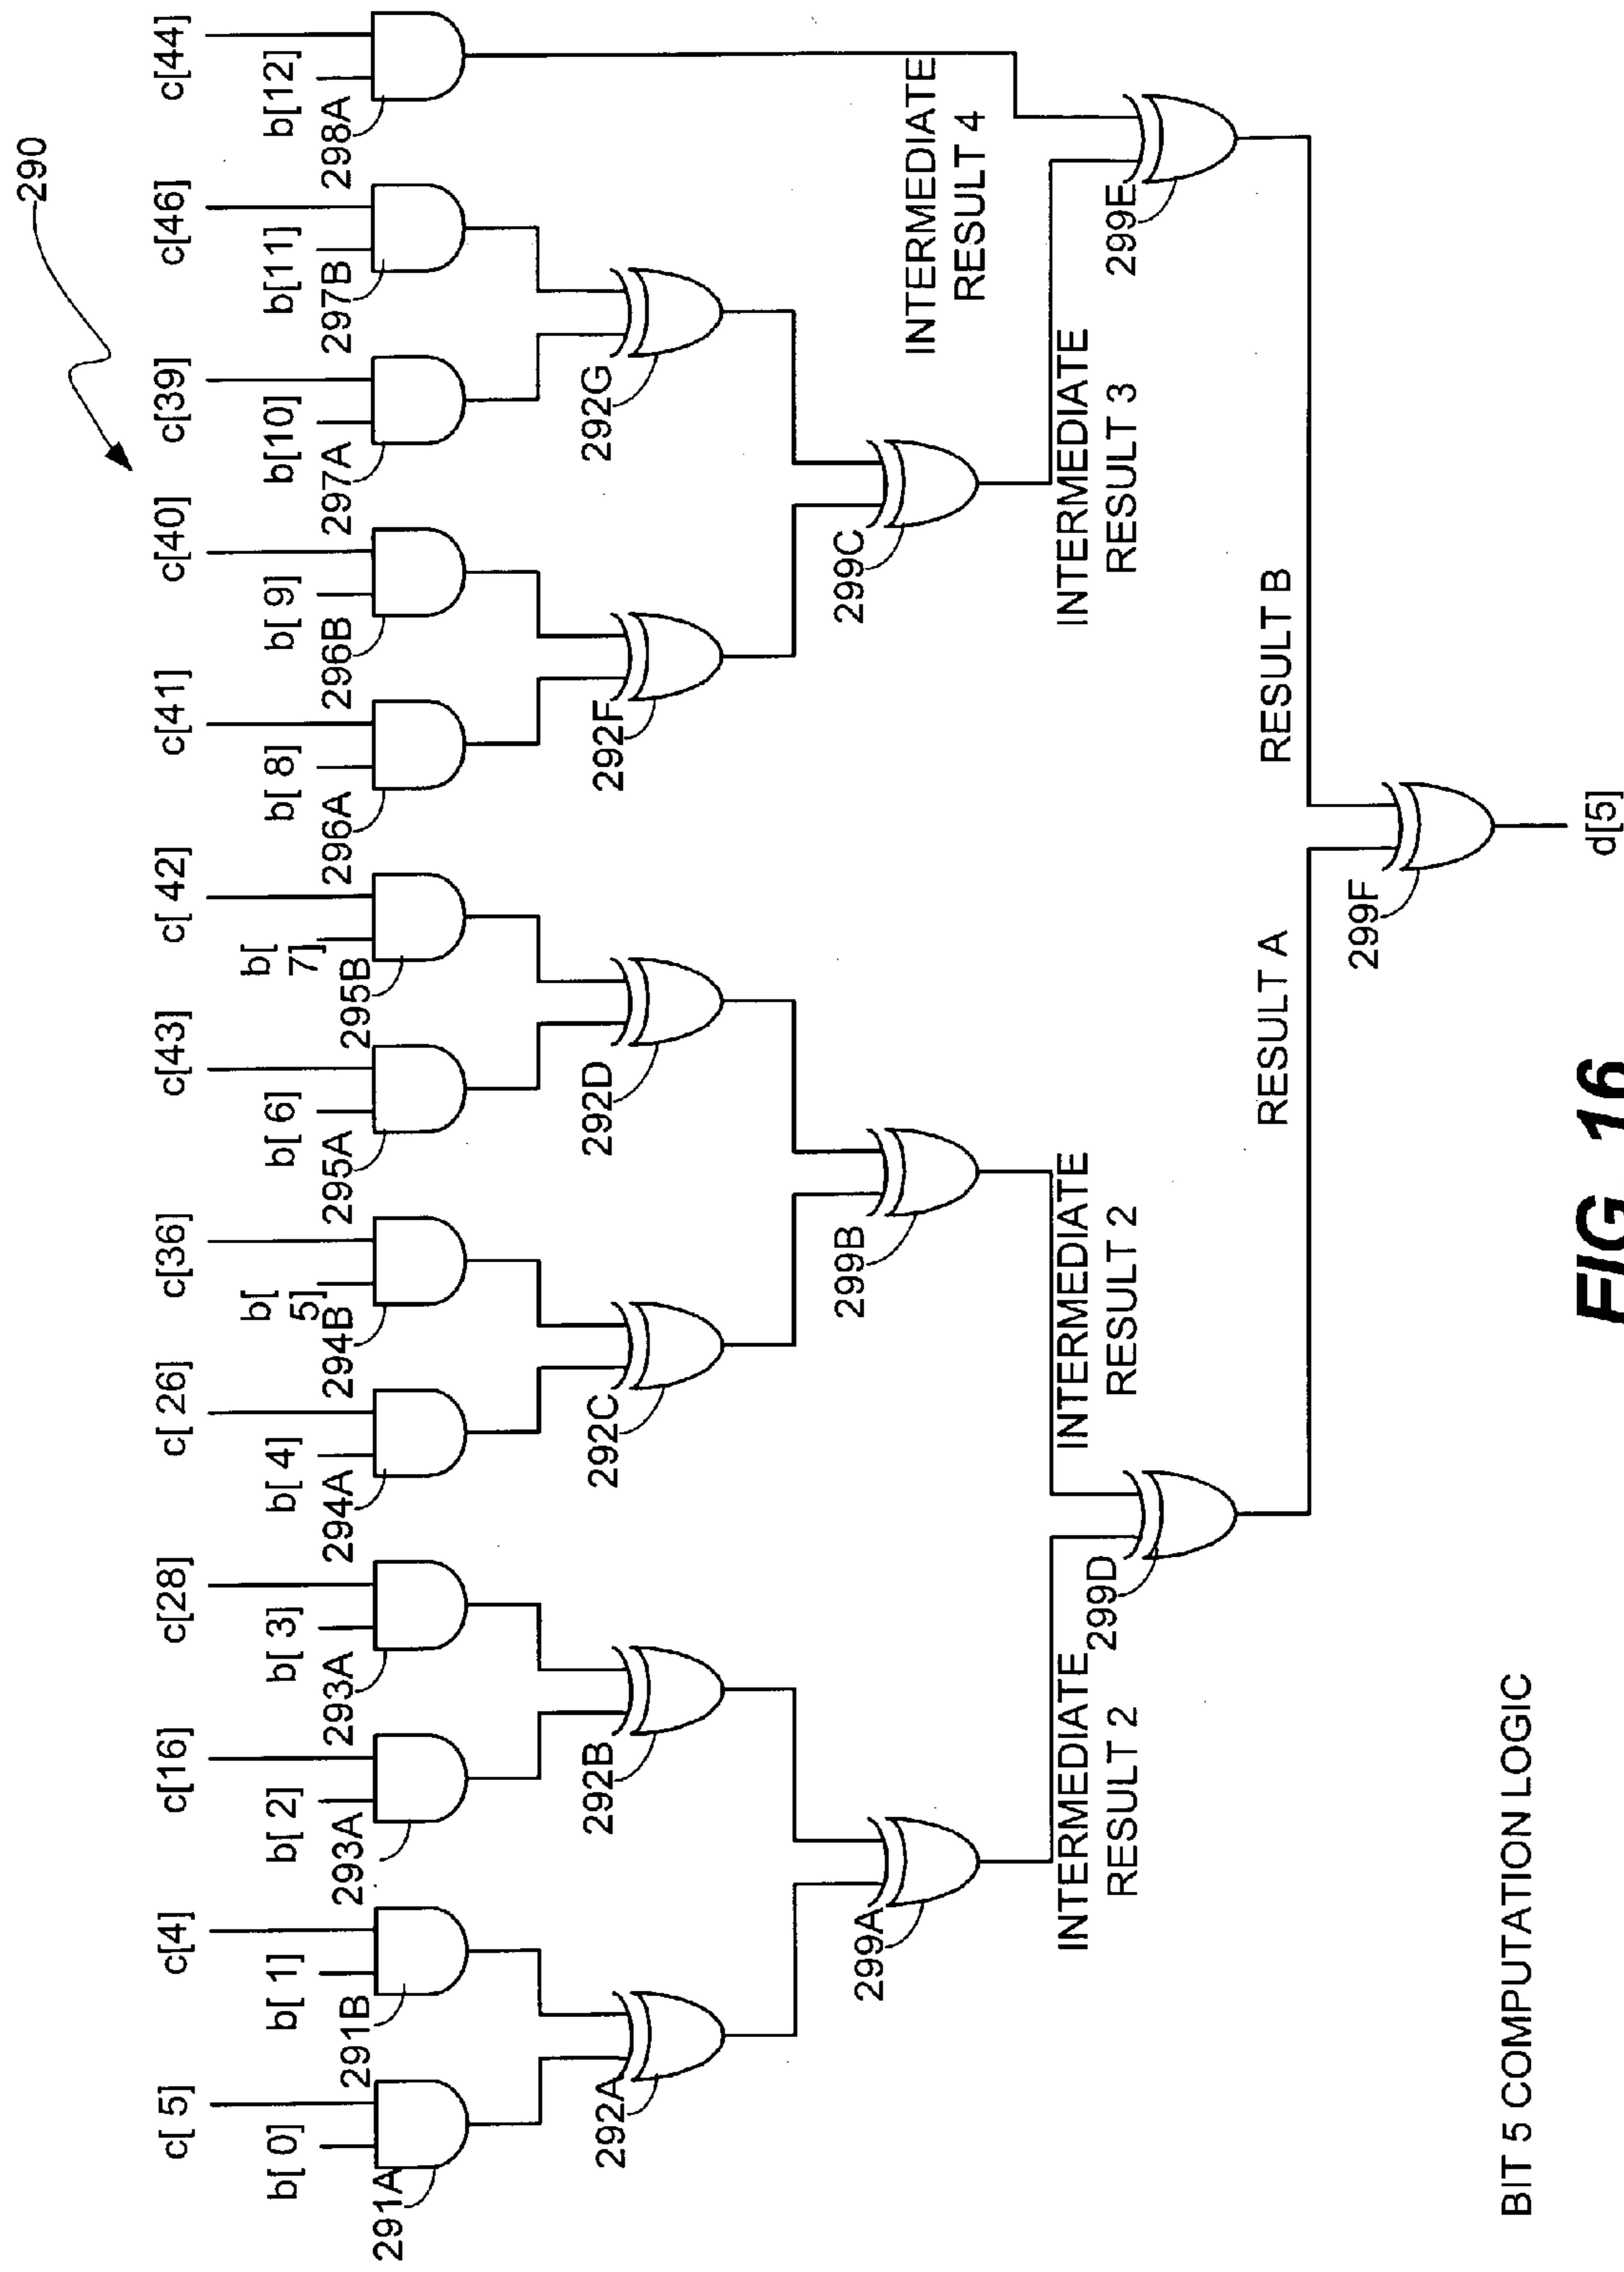 290
c[ 5]
c[4]
c[16]
c[28]
c[ 26]
c[36]
c[43]
c[ 42]
c[41]
c[40]
c[39]
c[46]
c[44]
b[ 0]
b[ 1]
b[ 2]
b[ 3]
b[ 4]
b[
5]
b[ 6]
b[
7]
b[ 8]
b[ 9]
b[10]
b[11]
b[12]
291A
291B
293A
293A
294A
294B
295A
295B
296A
296B
297A
297B
298A
292A
292B
292C
292D
292F
292G
299A
299B
299C
INTERMEDIATE
RESULT 2
INTERMEDIATE
RESULT 2
INTERMEDIATE
RESULT 3
INTERMEDIATE
RESULT 4
299D
299E
RESULT A
RESULT B
299F
d[5]
BIT 5 COMPUTATION LOGIC
FIG. 16